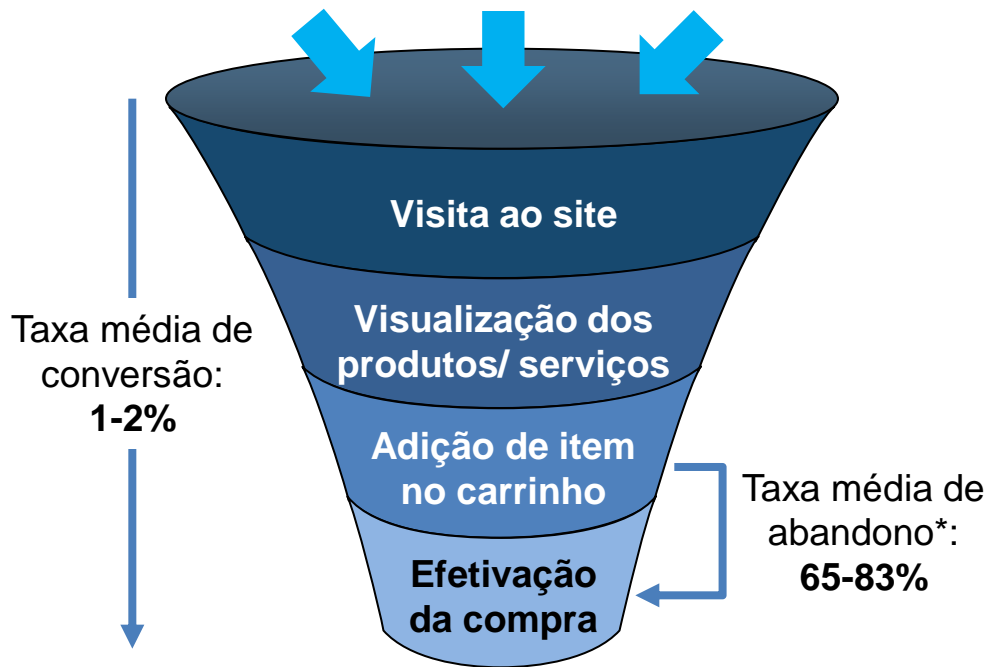 Visita ao site
Visualização dos
produtos/ serviços
Adição de item
no carrinho
Efetivação
da compra
Taxa média de
conversão:
1-2%
Taxa média de
abandono*:
65-83%